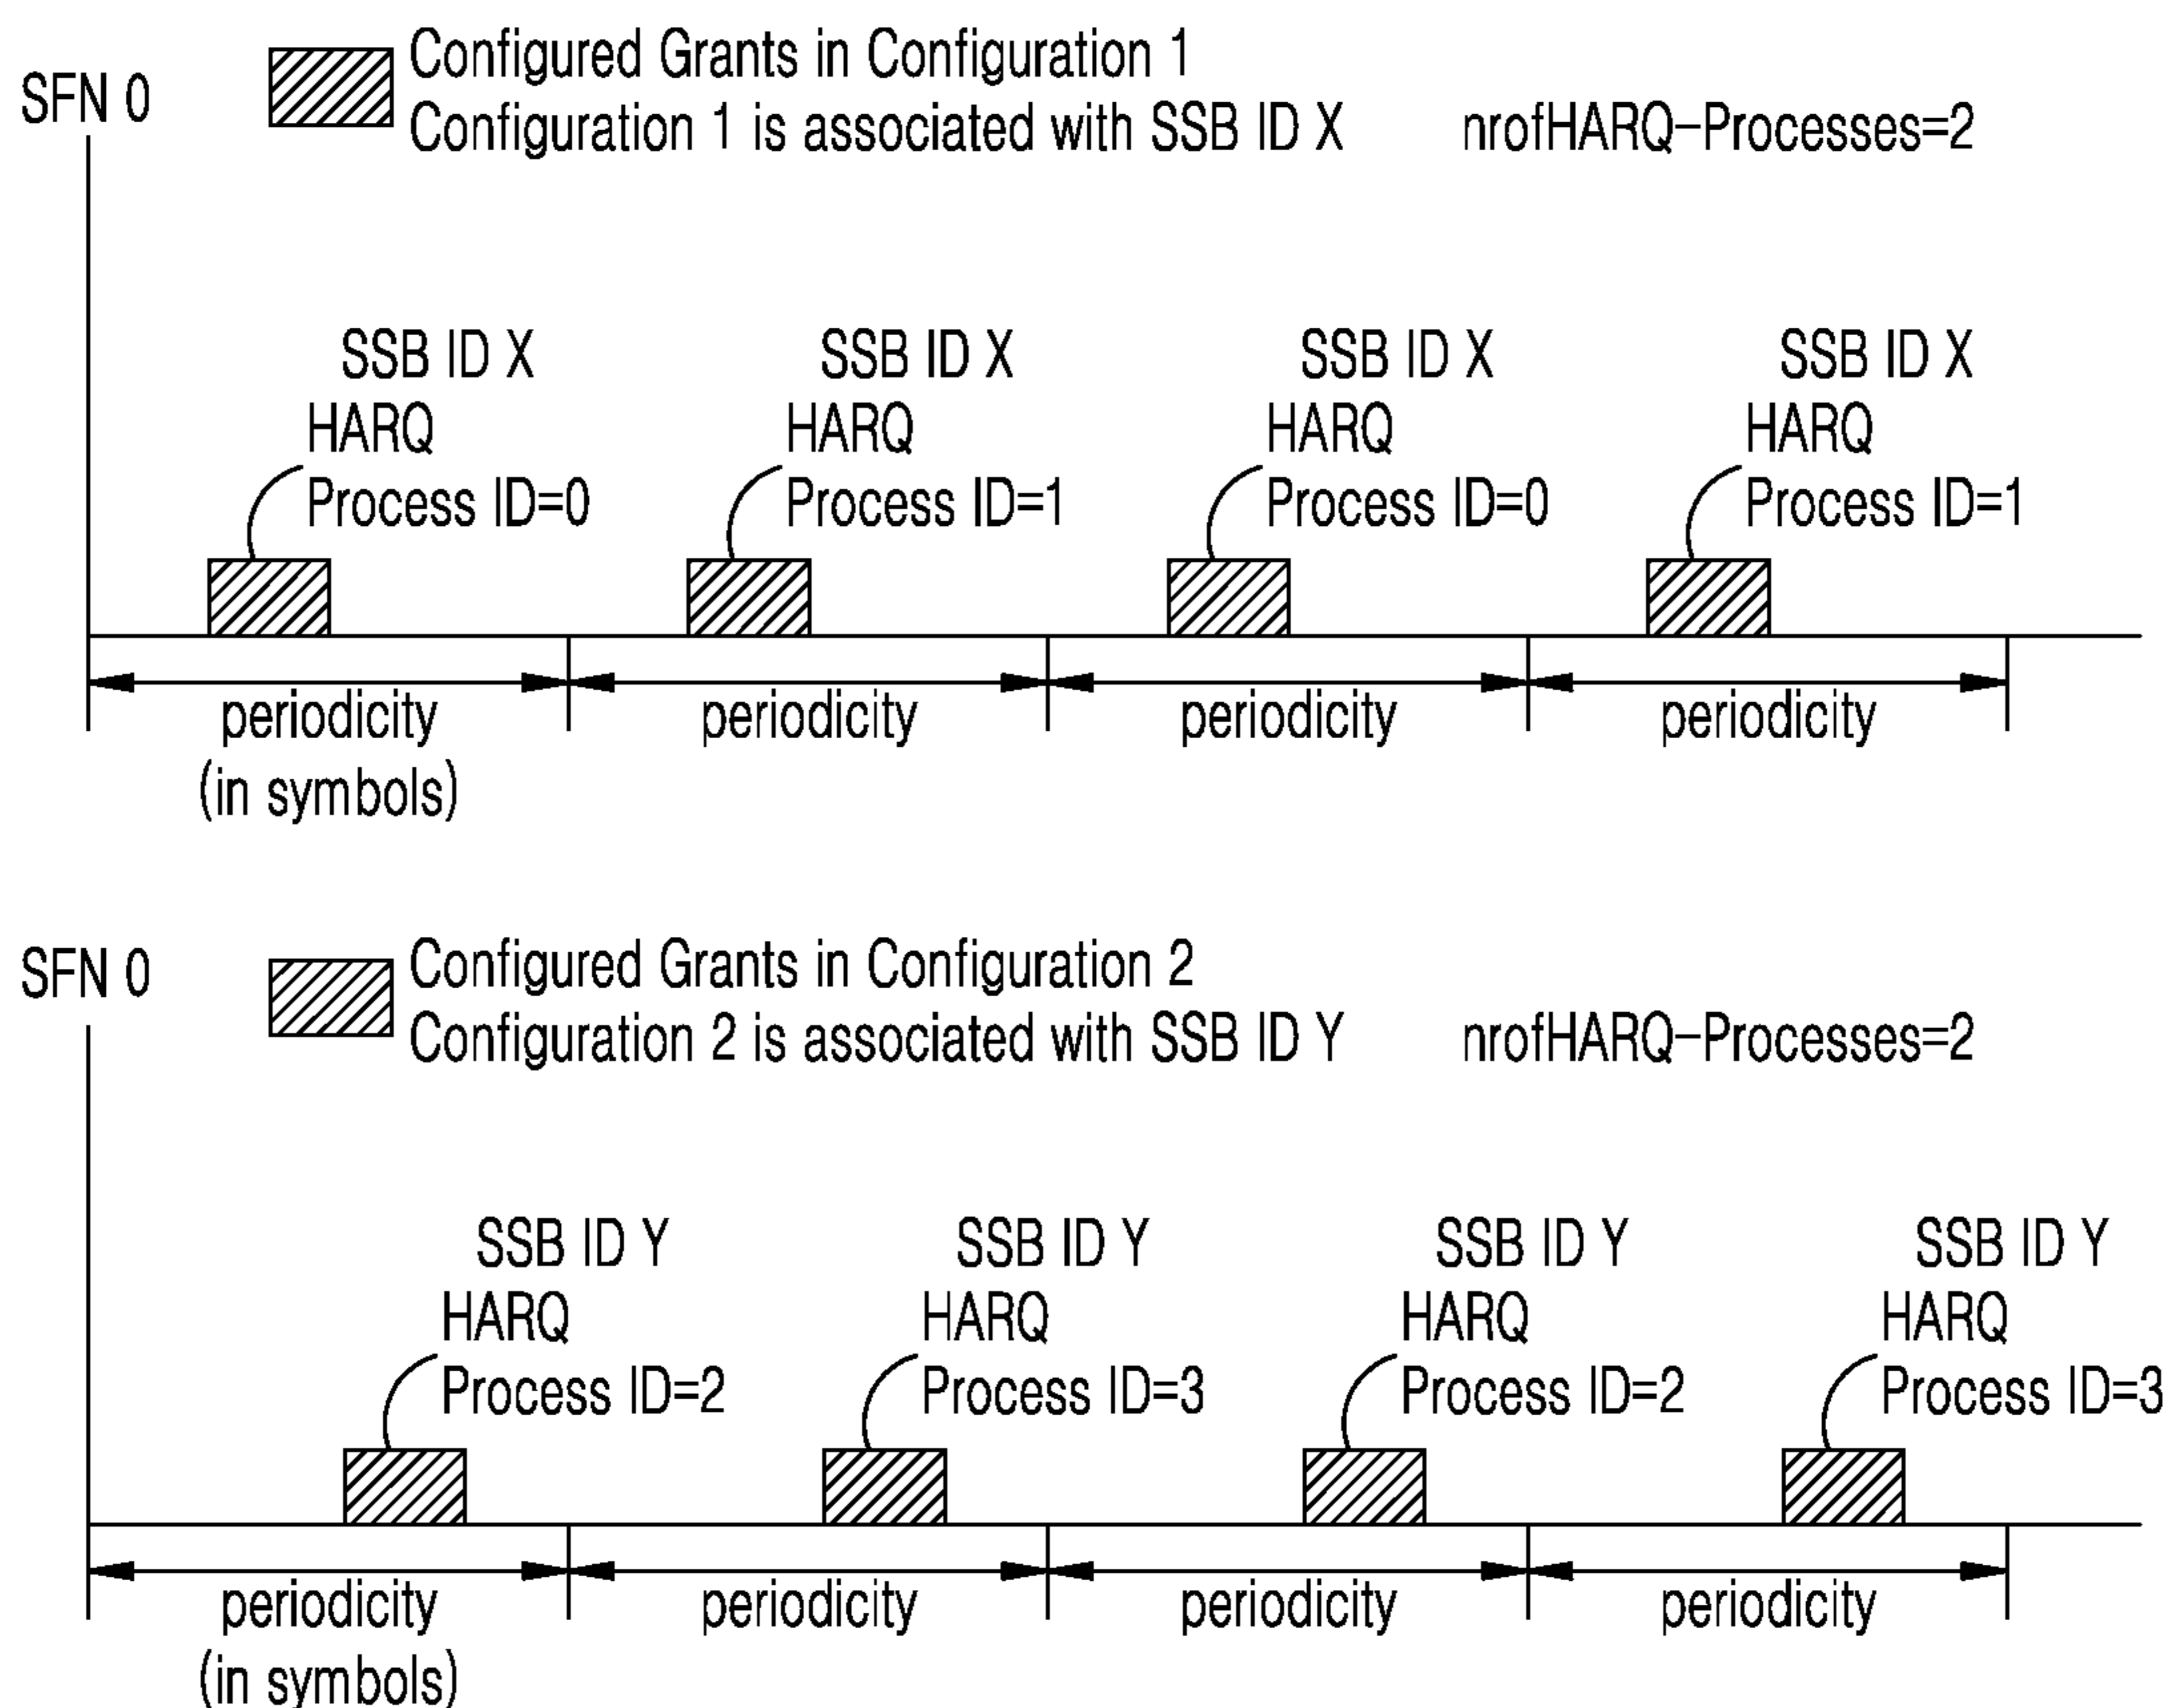 SFN 0
Configured Grants in Configuration 1
Configuration 1 is associated with SSB ID X nrofHARQ-Processes=2
SSB ID X
HARQ
Process ID=0
SSB ID X
HARQ
Process ID=1
SSB ID X
HARQ
Process ID=0
SSB ID X
HARQ
Process ID=1
periodicity
(in symbols)
periodicity
periodicity
periodicity
SFN 0
Configured Grants in Configuration 2
Configuration 2 is associated with SSB ID Y nrofHARQ-Processes=2
SSB ID Y
HARQ
Process ID=2
SSB ID Y
HARQ
Process ID=3
SSB ID Y
HARQ
Process ID=2
SSB ID Y
HARQ
Process ID=3
periodicity
(in symbols)
periodicity
periodicity
periodicity